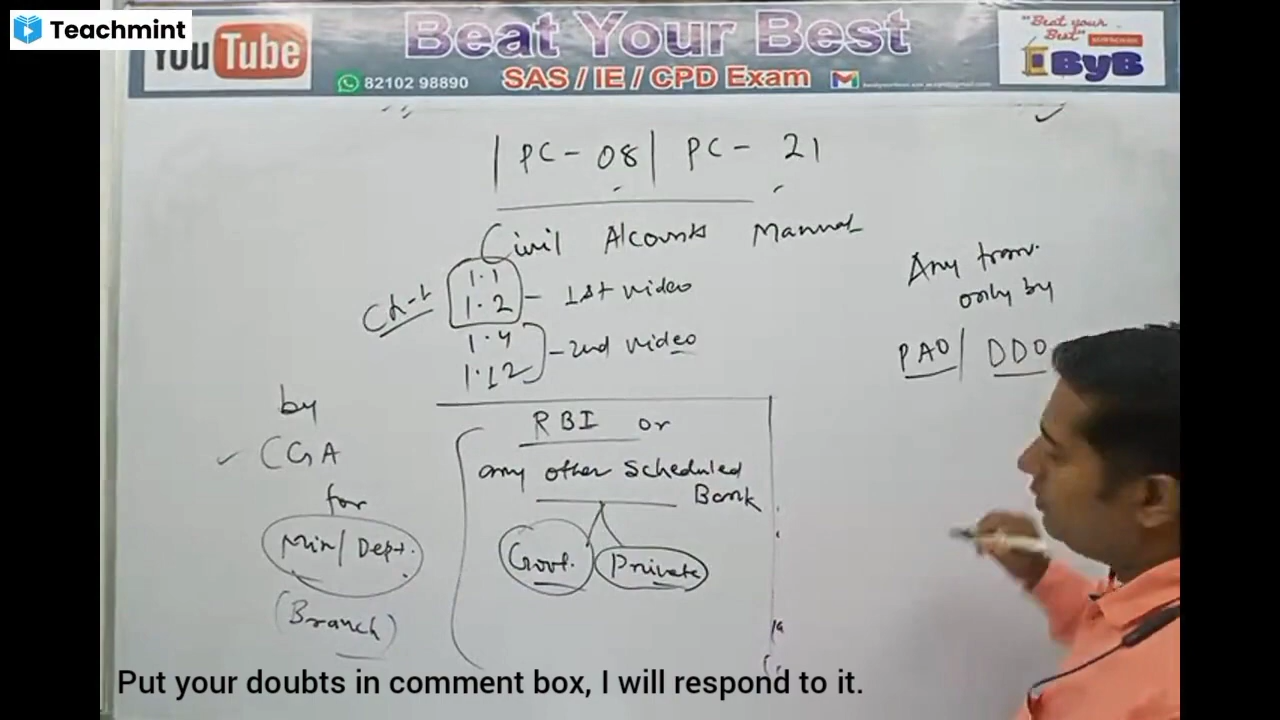 Teachmint
YouTube
Beat Your Best
SAS / IE / CPD Exam
82102 98890
"Beat your Best"
SUBSCRIBE
ByB
PC - 08 | PC - 21
Civil Accounts Manual
Ch-1
1.1
1.2 - 1st video
1.4
1.12 - 2nd video
Any tran.
only by
PAO / DDO
by
CGA
for
Min/Dept.
(Branch)
RBI or
any other Scheduled
Bank
Govt. Private
Put your doubts in comment box, I will respond to it.